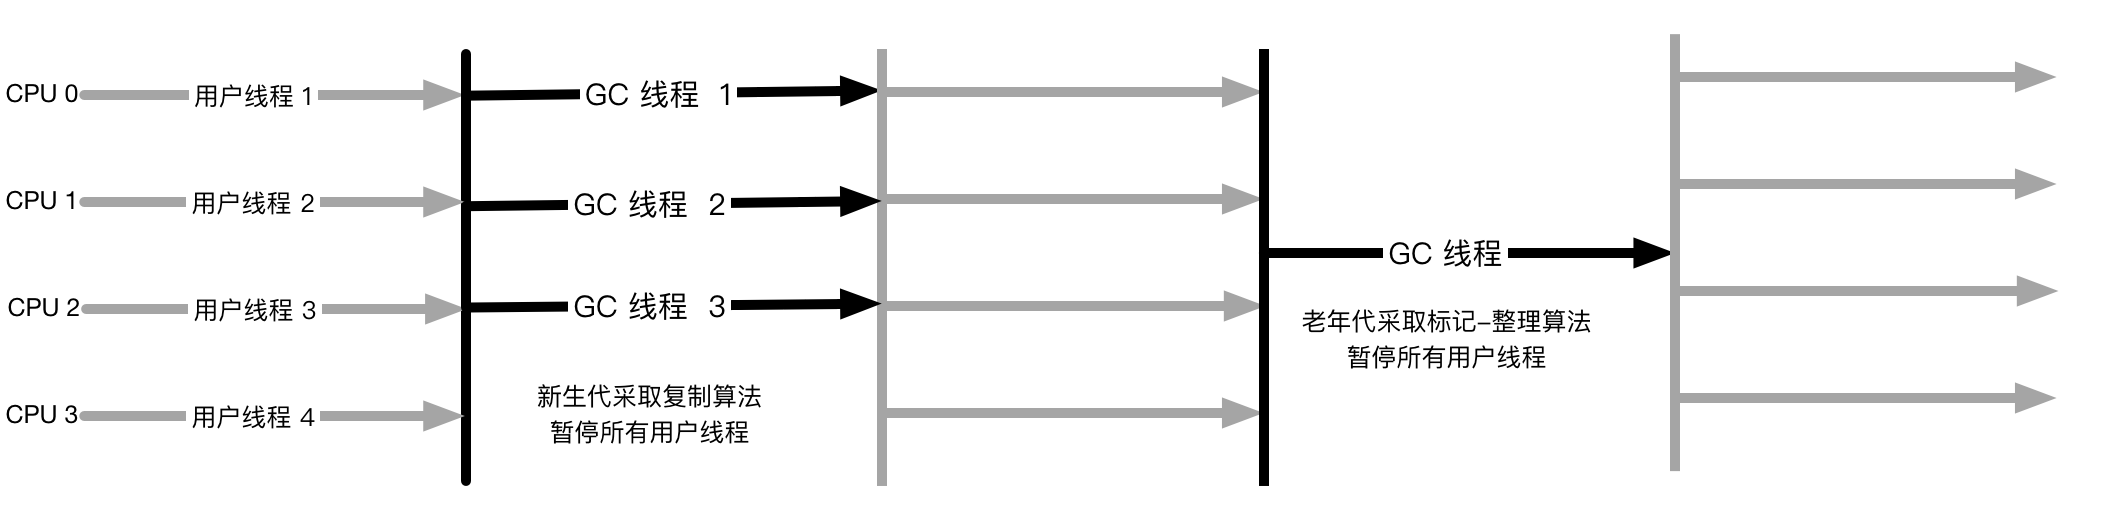 CPU 0
用户线程 1
GC 线程 1
CPU 1
用户线程 2
GC 线程 2
CPU 2
用户线程 3
GC 线程 3
CPU 3
用户线程 4
新生代采取复制算法
暂停所有用户线程
GC 线程
老年代采取标记–整理算法
暂停所有用户线程